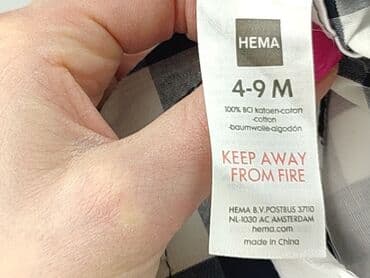 HEMA
4-9 M
100% BCI katoen-coton
-cotton
-baumwolle-algodón
KEEP AWAY
FROM FIRE
HEMA B.V. POSTBUS 37110
NL-1030 AC AMSTERDAM
hema.com
made in China